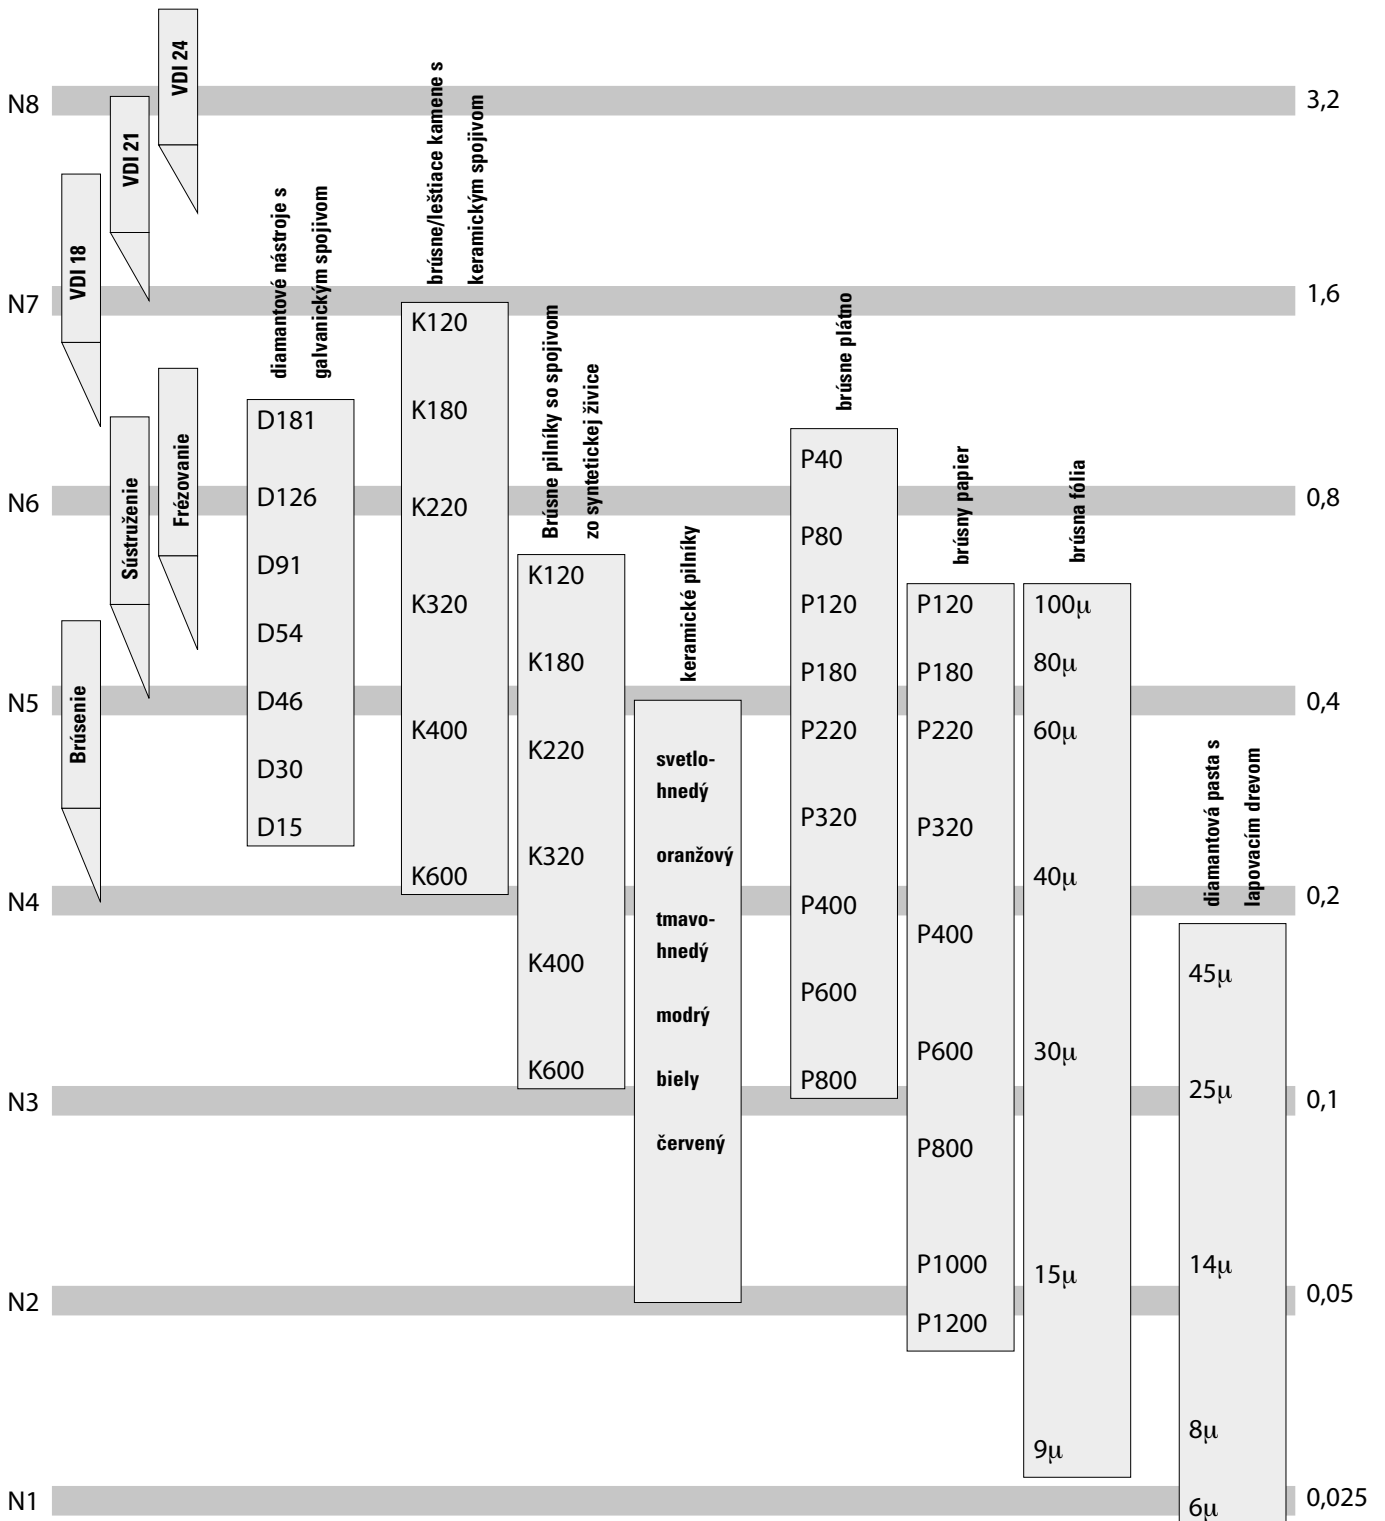 N8
N7
N6
N5
N4
N3
N2
N1
VDI 18
VDI 21
VDI 24
Brúsenie
Sústruženie
Frézovanie
diamantové nástroje s
galvanickým spojivom
D181
D126
D91
D54
D46
D30
D15
brúsne/leštiace kamene s
keramickým spojivom
K120
K180
K220
K320
K400
K600
Brúsne pilníky so spojivom
zo syntetickej živice
K120
K180
K220
K320
K400
K600
keramické pilníky
svetlo-
hnedý
oranžový
tmavo-
hnedý
modrý
biely
červený
brúsne plátno
P40
P80
P120
P180
P220
P320
P400
P600
P800
brúsny papier
P120
P180
P220
P320
P400
P600
P800
P1000
P1200
brúsna fólia
100µ
80µ
60µ
40µ
30µ
15µ
9µ
diamantová pasta s
lapovacím drevom
45µ
25µ
14µ
8µ
6µ
3,2
1,6
0,8
0,4
0,2
0,1
0,05
0,025